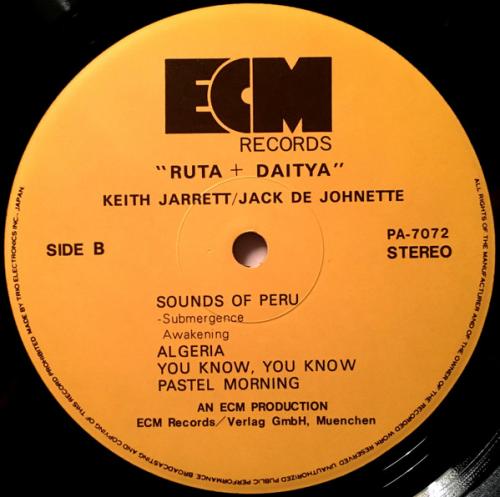 ECM
RECORDS
"RUTA + DAITYA"
KEITH JARRETT/JACK DE JOHNETTE
SIDE B
PA-7072
STEREO
SOUNDS OF PERU
-Submergence
Awakening
ALGERIA
YOU KNOW, YOU KNOW
PASTEL MORNING
AN ECM PRODUCTION
ECM Records/Verlag GmbH, Muenchen
ALL RIGHTS OF THE MANUFACTURER AND OF THE OWNER OF THE RECORDED WORK RESERVED UNAUTHORIZED PUBLIC PERFORMANCE BROADCASTING AND COPYING OF THIS RECORD PROHIBITED MADE BY TRIO ELECTRONICS INC., JAPAN